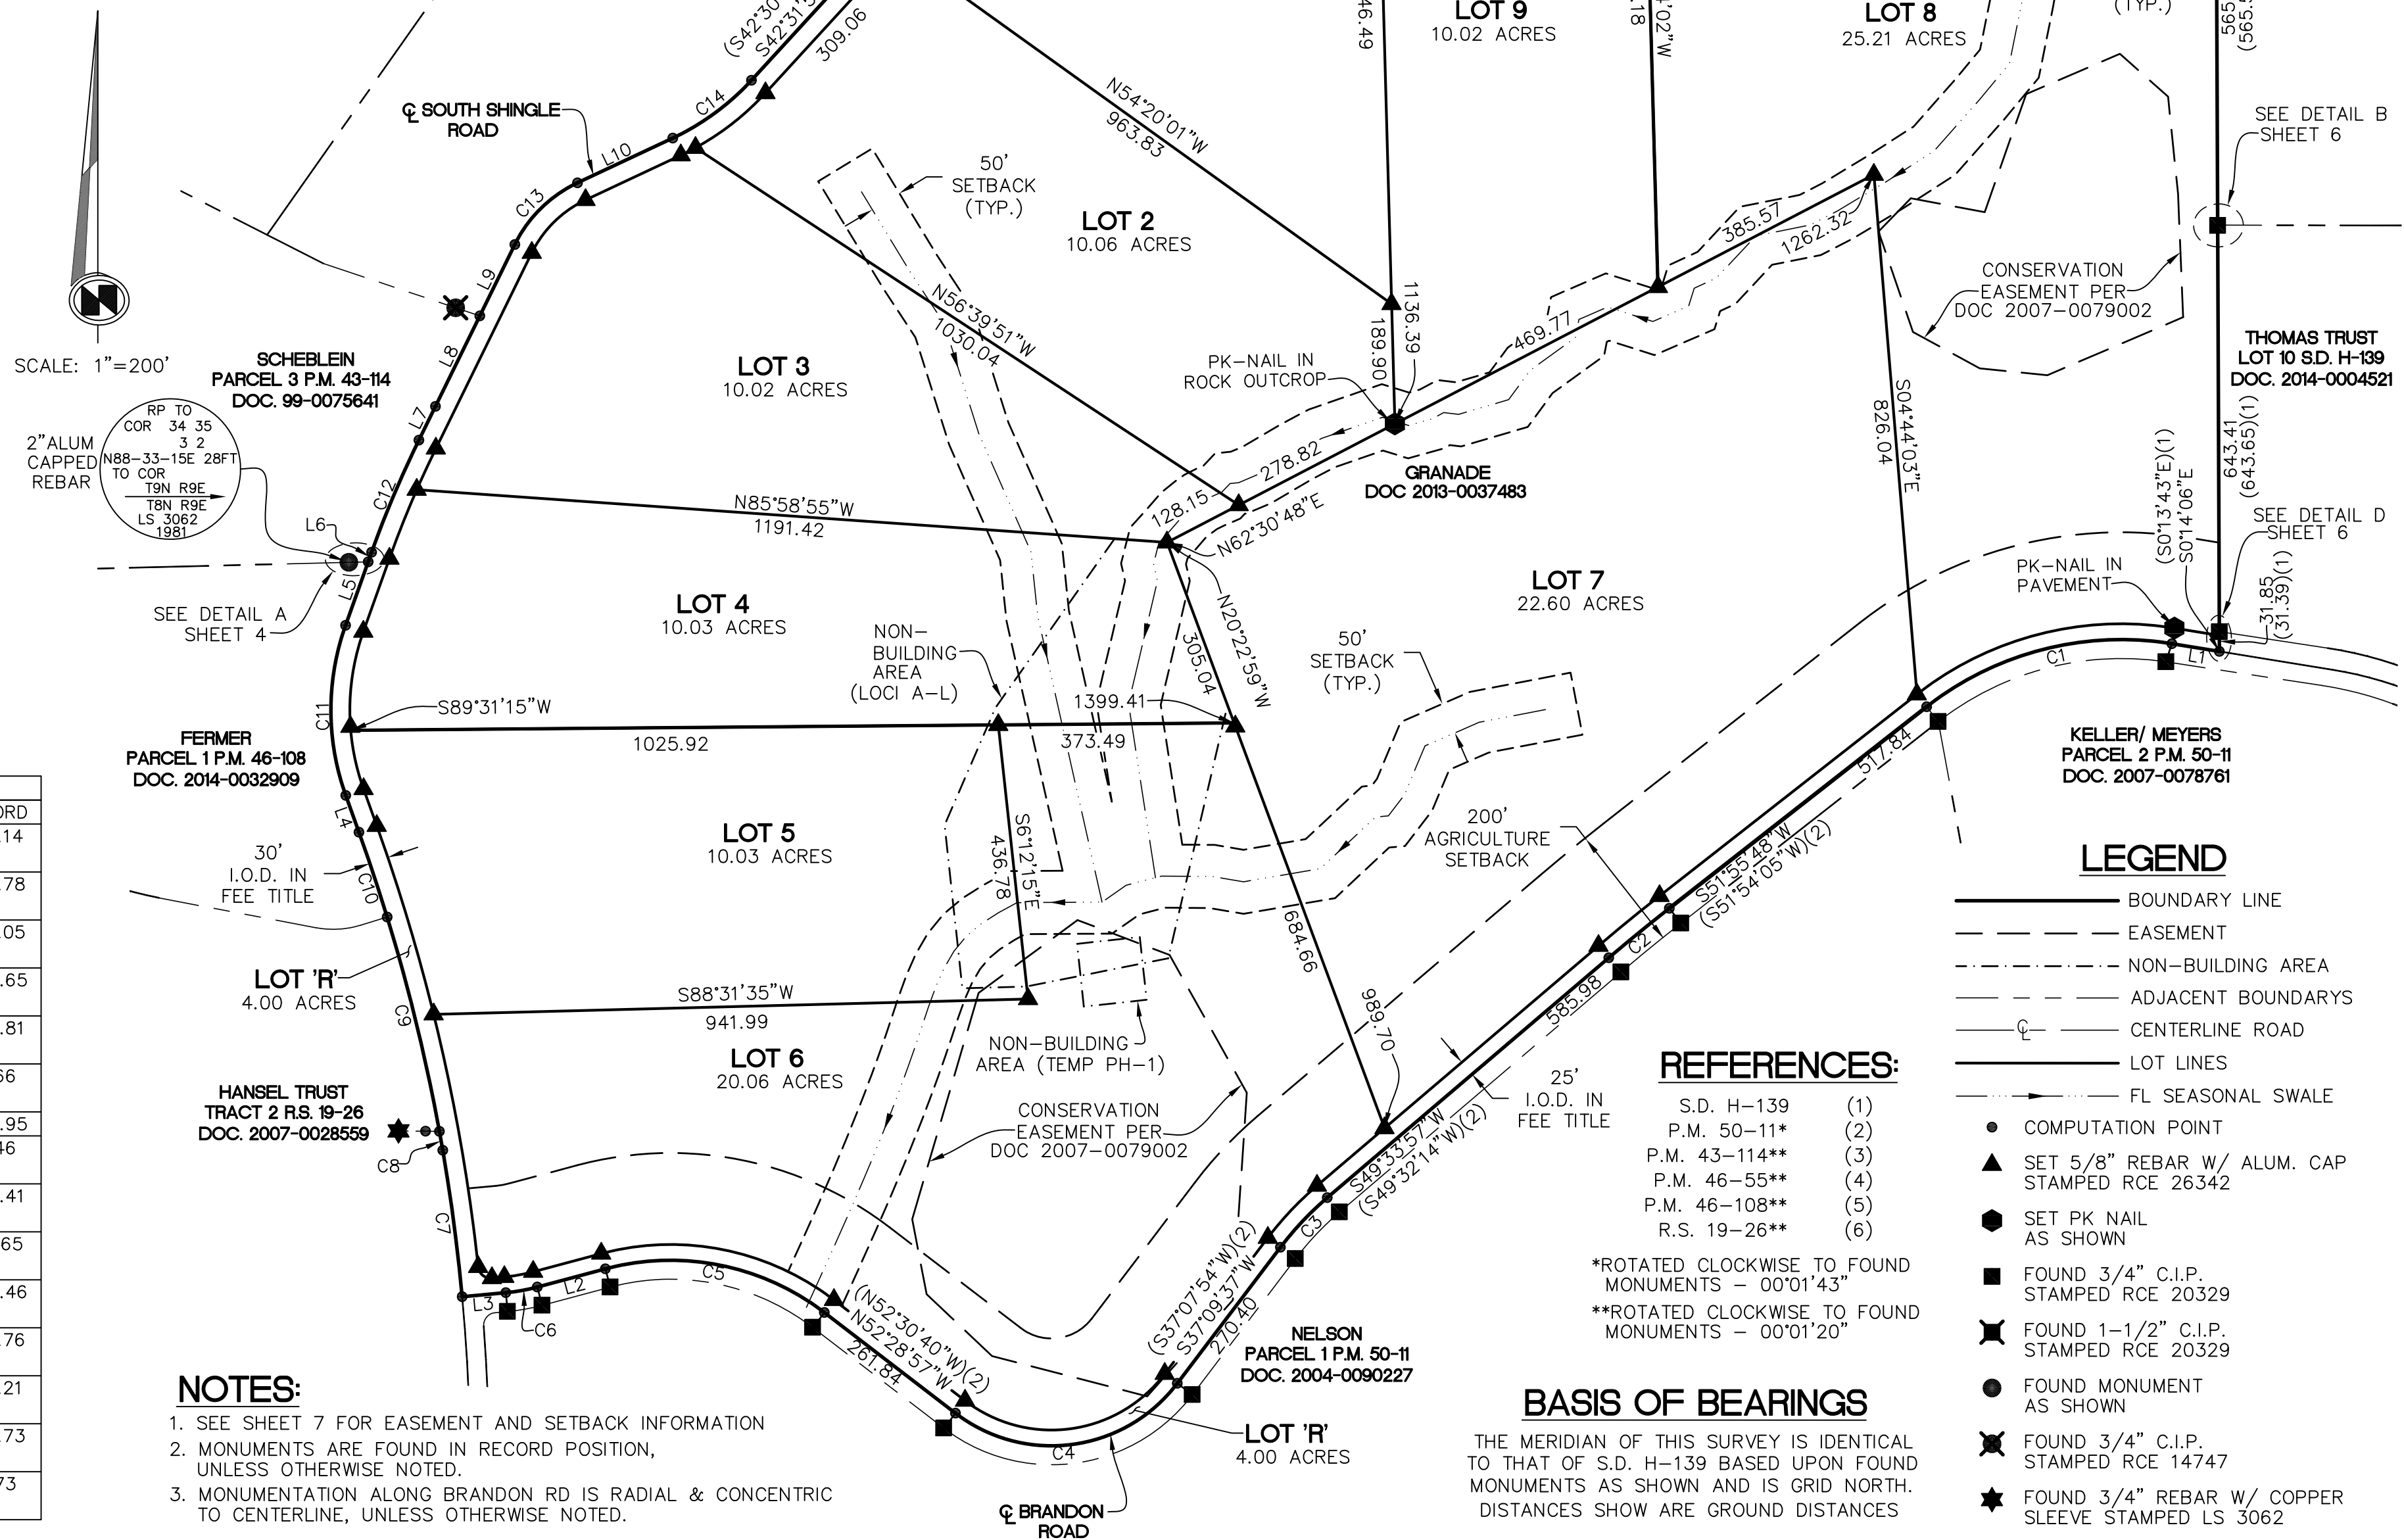 (S42°30'
S42°31'5
309.06
C14
℄ SOUTH SHINGLE
ROAD
L10
C13
L9
L8
L7
C12
L6
L5
C11
L4
C10
C9
C8
C7
SCALE: 1"=200'
SCHEBLEIN
PARCEL 3 P.M. 43-114
DOC. 99-0075641
2"ALUM
CAPPED
REBAR
RP TO
COR 34 35
3 2
N88-33-15E 28FT
TO COR
T9N R9E
T8N R9E
LS 3062
1981
SEE DETAIL A
SHEET 4
FERMER
PARCEL 1 P.M. 46-108
DOC. 2014-0032909
30'
I.O.D. IN
FEE TITLE
LOT 'R'
4.00 ACRES
HANSEL TRUST
TRACT 2 R.S. 19-26
DOC. 2007-0028559
ORD
.14
.78
.05
.65
.81
66
.95
46
.41
65
.46
.76
.21
.73
73
50'
SETBACK
(TYP.)
LOT 2
10.06 ACRES
N54°20'01"W
963.83
N56°39'51"W
1030.04
LOT 3
10.02 ACRES
N85°58'55"W
1191.42
LOT 4
10.03 ACRES
NON-
BUILDING
AREA
(LOCI A-L)
S89°31'15"W
1025.92
1399.41
373.49
LOT 5
10.03 ACRES
S6°12'15"E
436.78
S88°31'35"W
941.99
LOT 6
20.06 ACRES
NON-BUILDING
AREA (TEMP PH-1)
CONSERVATION
EASEMENT PER
DOC 2007-0079002
46.49
LOT 9
10.02 ACRES
.18
4'02"W
LOT 8
25.21 ACRES
(TYP.)
565.
(565.5
SEE DETAIL B
SHEET 6
385.57
1262.32
469.77
1136.39
189.90
PK-NAIL IN
ROCK OUTCROP
278.82
128.15
N62°30'48"E
GRANADE
DOC 2013-0037483
CONSERVATION
EASEMENT PER
DOC 2007-0079002
THOMAS TRUST
LOT 10 S.D. H-139
DOC. 2014-0004521
S04°44'03"E
826.04
643.41
(643.65)(1)
(S0°13'43"E)(1)
S0°14'06"E
SEE DETAIL D
SHEET 6
31.85
(31.39)(1)
PK-NAIL IN
PAVEMENT
LOT 7
22.60 ACRES
50'
SETBACK
(TYP.)
N20°22'59"W
305.04
684.66
989.70
200'
AGRICULTURE
SETBACK
C1
L1
517.84
S51°55'48"W
(S51°54'05"W)(2)
C2
585.98
S49°33'57"W
(S49°32'14"W)(2)
25'
I.O.D. IN
FEE TITLE
C3
(S37°07'54"W)(2)
S37°09'37"W
270.40
KELLER/ MEYERS
PARCEL 2 P.M. 50-11
DOC. 2007-0078761
NELSON
PARCEL 1 P.M. 50-11
DOC. 2004-0090227
LOT 'R'
4.00 ACRES
C4
℄ BRANDON
ROAD
(N52°30'40"W)(2)
N52°28'57"W
261.84
C5
L2
L3
C6
NOTES:
1. SEE SHEET 7 FOR EASEMENT AND SETBACK INFORMATION
2. MONUMENTS ARE FOUND IN RECORD POSITION,
UNLESS OTHERWISE NOTED.
3. MONUMENTATION ALONG BRANDON RD IS RADIAL & CONCENTRIC
TO CENTERLINE, UNLESS OTHERWISE NOTED.
REFERENCES:
S.D. H-139 (1)
P.M. 50-11* (2)
P.M. 43-114** (3)
P.M. 46-55** (4)
P.M. 46-108** (5)
R.S. 19-26** (6)
*ROTATED CLOCKWISE TO FOUND
MONUMENTS - 00°01'43"
**ROTATED CLOCKWISE TO FOUND
MONUMENTS - 00°01'20"
BASIS OF BEARINGS
THE MERIDIAN OF THIS SURVEY IS IDENTICAL
TO THAT OF S.D. H-139 BASED UPON FOUND
MONUMENTS AS SHOWN AND IS GRID NORTH.
DISTANCES SHOW ARE GROUND DISTANCES
LEGEND
BOUNDARY LINE
EASEMENT
NON-BUILDING AREA
ADJACENT BOUNDARYS
℄ CENTERLINE ROAD
LOT LINES
FL SEASONAL SWALE
COMPUTATION POINT
SET 5/8" REBAR W/ ALUM. CAP
STAMPED RCE 26342
SET PK NAIL
AS SHOWN
FOUND 3/4" C.I.P.
STAMPED RCE 20329
FOUND 1-1/2" C.I.P.
STAMPED RCE 20329
FOUND MONUMENT
AS SHOWN
FOUND 3/4" C.I.P.
STAMPED RCE 14747
FOUND 3/4" REBAR W/ COPPER
SLEEVE STAMPED LS 3062